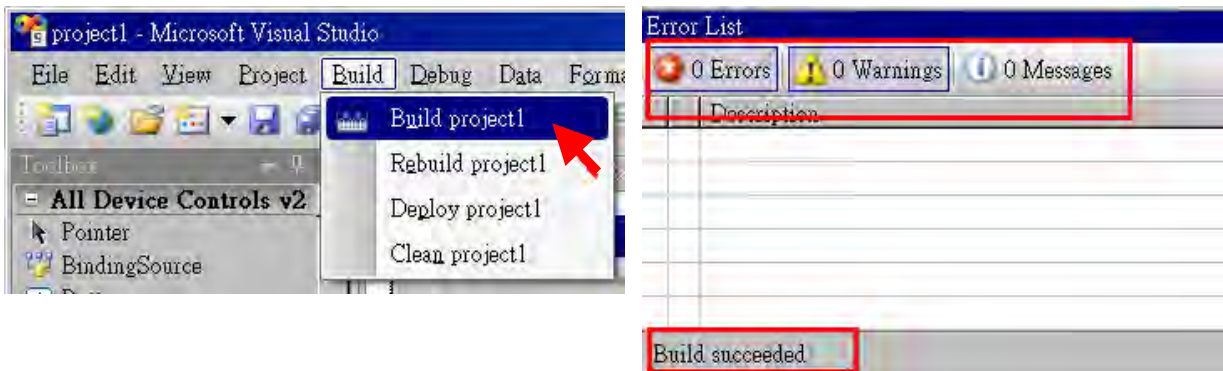 project1 - Microsoft Visual Studio
File Edit View Project Build Debug Data Forma
Build project1
Toolbox
Rebuild project1
All Device Controls v2
Deploy project1
Pointer
Clean project1
BindingSource
Error List
0 Errors 0 Warnings 0 Messages
Description
Build succeeded